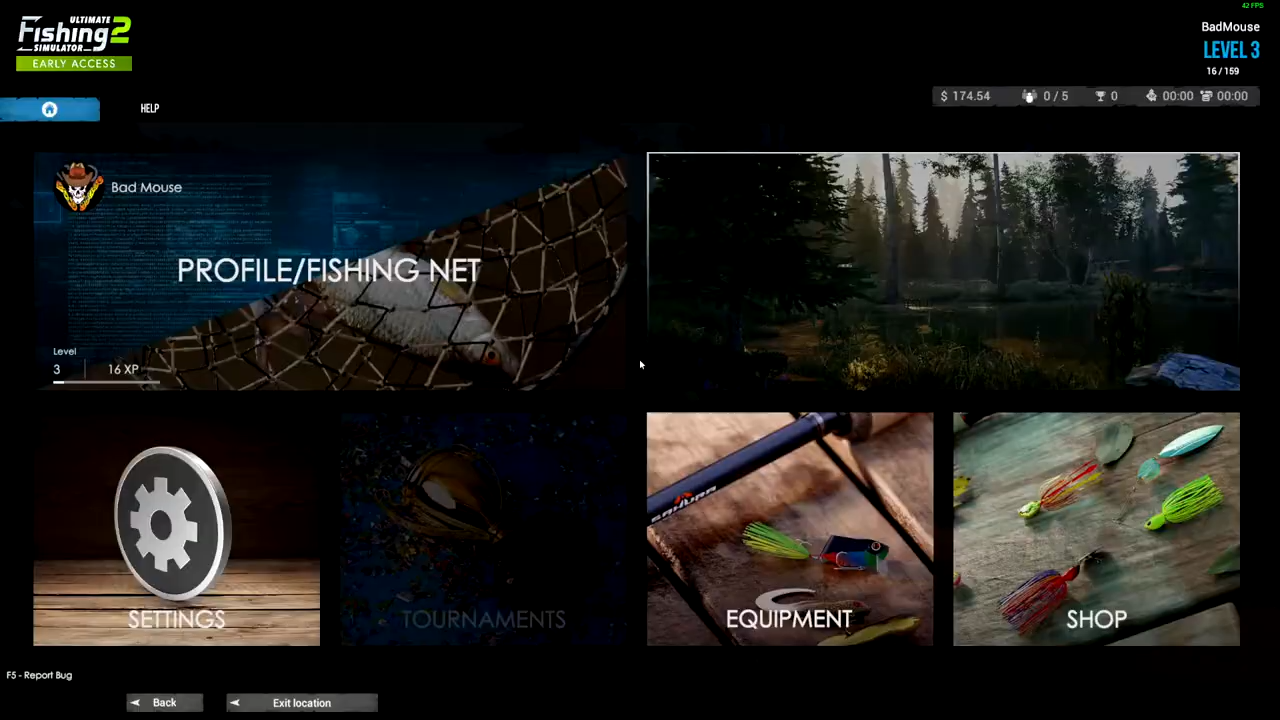 42 FPS
ULTIMATE
Fishing 2
SIMULATOR
EARLY ACCESS
BadMouse
LEVEL 3
16 / 159
$ 174.54 0 / 5 0 00:00 00:00
HELP
Bad Mouse
PROFILE/FISHING NET
Level
3 16 XP
SAKURA
SETTINGS
TOURNAMENTS
EQUIPMENT
SHOP
F5 - Report Bug
Back
Exit location